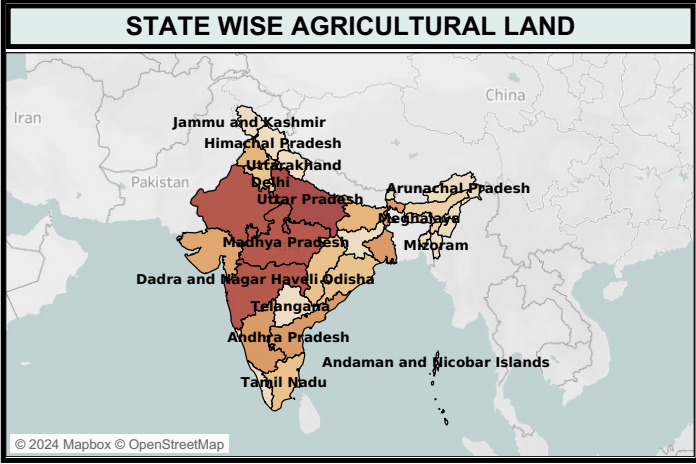 STATE WISE AGRICULTURAL LAND
China
Iran
Jammu and Kashmir
Himachal Pradesh
Uttarakhand
Pakistan
Delhi
Arunachal Pradesh
Uttar Pradesh
Meghalaya
Madhya Pradesh
Mizoram
Dadra and Nagar Haveli
Odisha
Telangana
Andhra Pradesh
Andaman and Nicobar Islands
Tamil Nadu
© 2024 Mapbox © OpenStreetMap